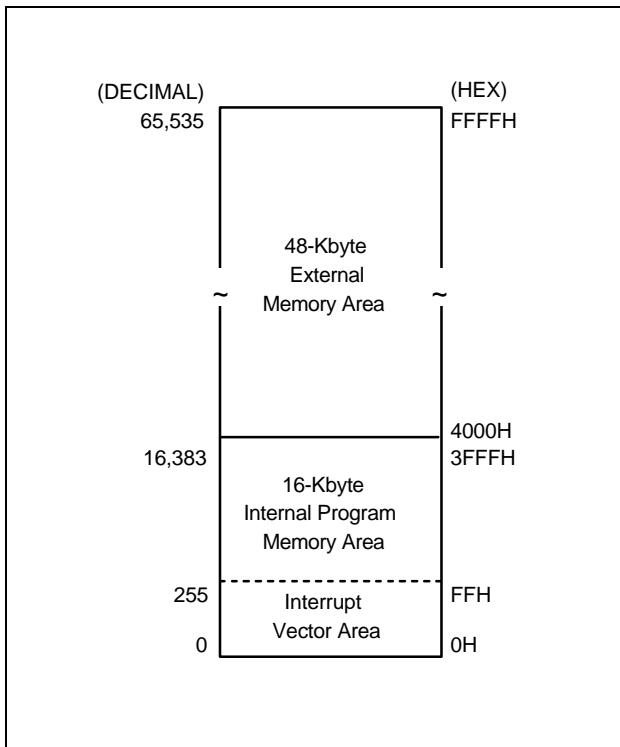 (DECIMAL) (HEX)
65,535 FFFFH
48-Kbyte
External
~ ~
Memory Area
4000H
16,383 3FFFH
16-Kbyte
Internal Program
Memory Area
255 FFH
Interrupt
Vector Area
0 0H